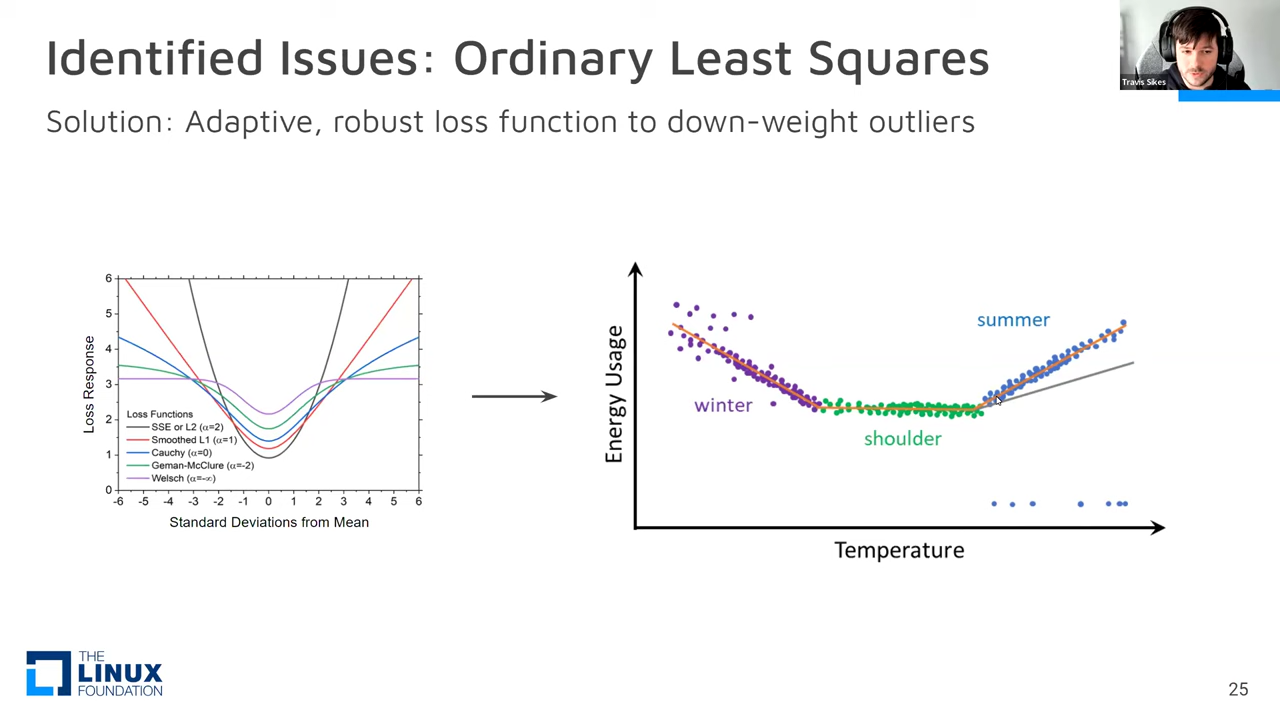 Identified Issues: Ordinary Least Squares
Travis Sikes
Solution: Adaptive, robust loss function to down-weight outliers
6
5
4
3
2
1
0
Loss Response
Loss Functions
SSE or L2 (α=2)
Smoothed L1 (α=1)
Cauchy (α=0)
Geman-McClure (α=-2)
Welsch (α=-∞)
-6 -5 -4 -3 -2 -1 0 1 2 3 4 5 6
Standard Deviations from Mean
Energy Usage
summer
winter
shoulder
Temperature
THE
LINUX
FOUNDATION
25